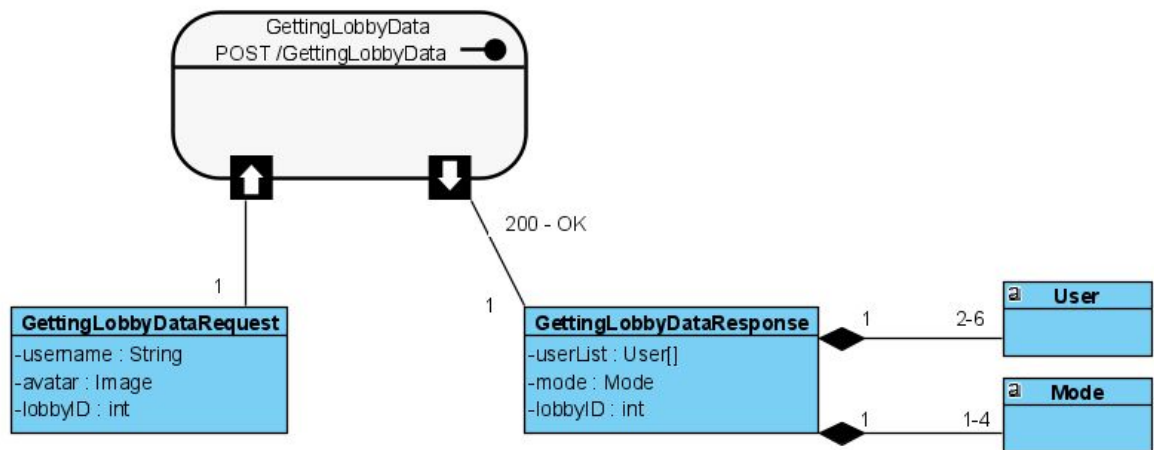 GettingLobbyData
POST /GettingLobbyData
200 - OK
1
1
GettingLobbyDataRequest
-username : String
-avatar : Image
-lobbyID : int
GettingLobbyDataResponse
-userList : User[]
-mode : Mode
-lobbyID : int
1
2-6
a User
1
1-4
a Mode